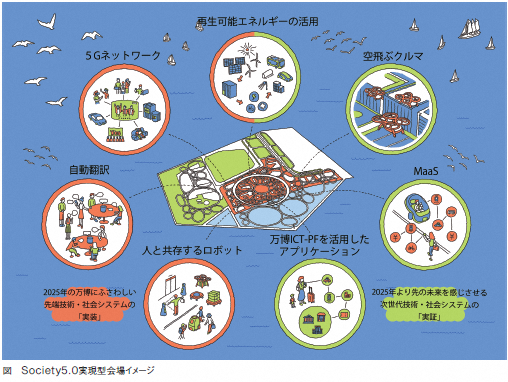 再生可能エネルギーの活用
5Gネットワーク
空飛ぶクルマ
自動翻訳
MaaS
人と共存するロボット
万博ICT-PFを活用した
アプリケーション
2025年の万博にふさわしい
先端技術・社会システムの
「実装」
2025年より先の未来を感じさせる
次世代技術・社会システムの
「実証」
図 Society5.0実現型会場イメージ